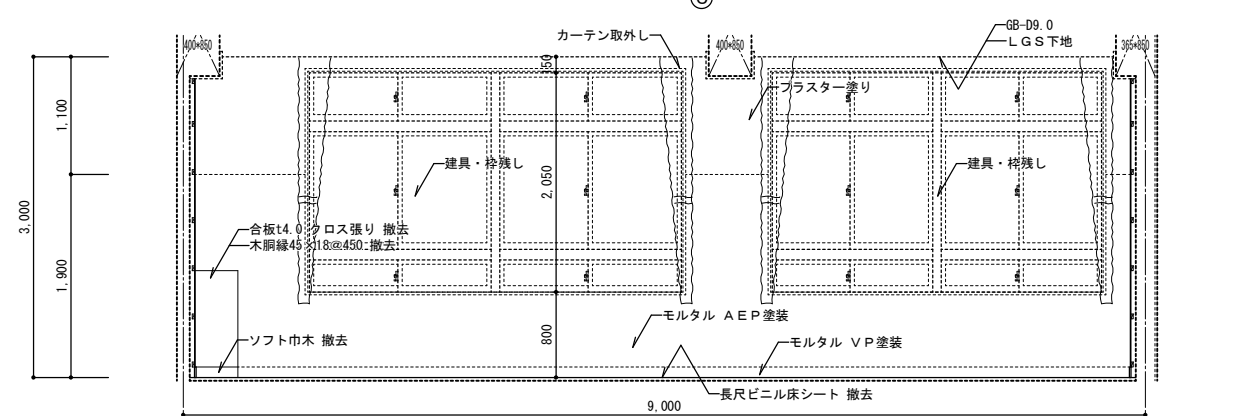 GB-D9.0
カーテン取外し
LGS下地
400*850
400*850
365*850
150
プラスター塗り
1,100
建具・枠残し
建具・枠残し
2,050
3,000
合板t4.0 クロス張り 撤去
木胴縁45×18@450 撤去
1,900
モルタル AEP塗装
800
ソフト巾木 撤去
モルタル VP塗装
長尺ビニル床シート 撤去
9,000